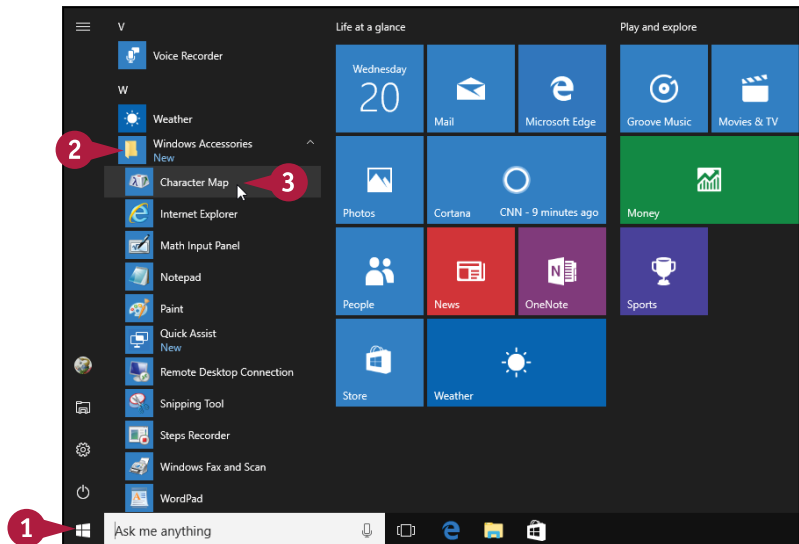 V
Voice Recorder
W
Weather
2
Windows Accessories
New
Character Map
3
Internet Explorer
Math Input Panel
Notepad
Paint
Quick Assist
New
Remote Desktop Connection
Snipping Tool
Steps Recorder
Windows Fax and Scan
WordPad
1
Ask me anything
Life at a glance
Wednesday
20
Mail
Microsoft Edge
Photos
Cortana
CNN - 9 minutes ago
People
News
OneNote
Store
Weather
Play and explore
Groove Music
Movies & TV
Money
Sports